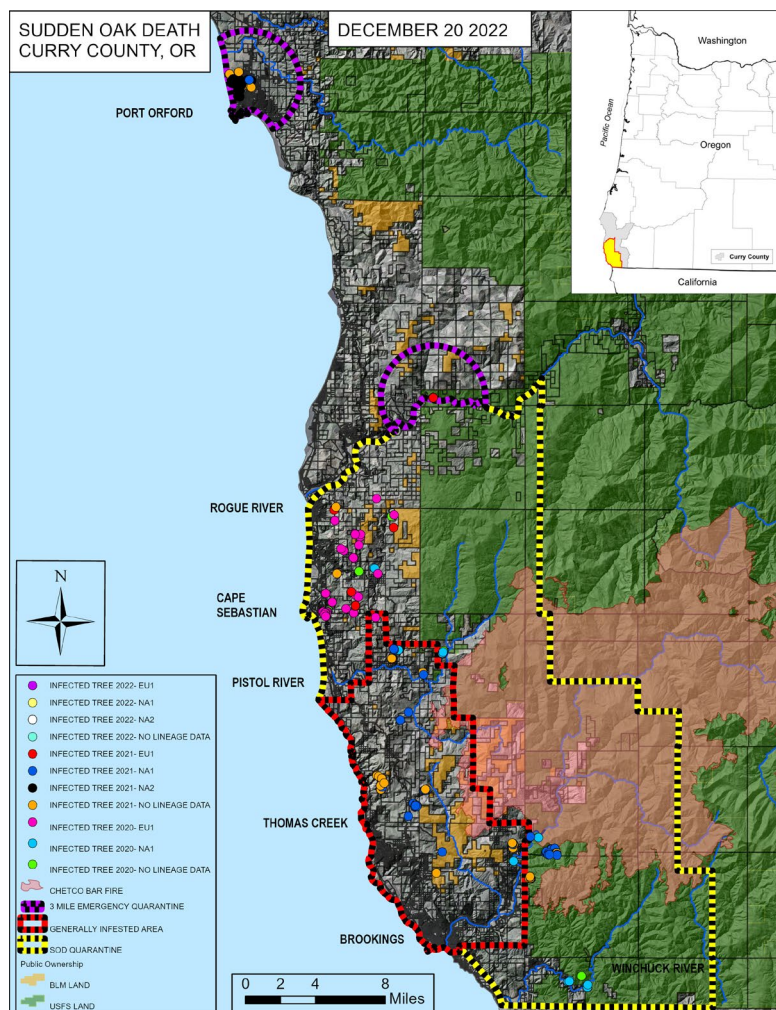 SUDDEN OAK DEATH
CURRY COUNTY, OR
DECEMBER 20 2022
Washington
Pacific Ocean
Oregon
Curry County
California
PORT ORFORD
ROGUE RIVER
CAPE
SEBASTIAN
PISTOL RIVER
THOMAS CREEK
BROOKINGS
WINCHUCK RIVER
N
INFECTED TREE 2022- EU1
INFECTED TREE 2022- NA1
INFECTED TREE 2022- NA2
INFECTED TREE 2022- NO LINEAGE DATA
INFECTED TREE 2021- EU1
INFECTED TREE 2021- NA1
INFECTED TREE 2021- NA2
INFECTED TREE 2021- NO LINEAGE DATA
INFECTED TREE 2020- EU1
INFECTED TREE 2020- NA1
INFECTED TREE 2020- NO LINEAGE DATA
CHETCO BAR FIRE
3 MILE EMERGENCY QUARANTINE
GENERALLY INFESTED AREA
SOD QUARANTINE
Public Ownership
BLM LAND
USFS LAND
0 2 4 8
Miles